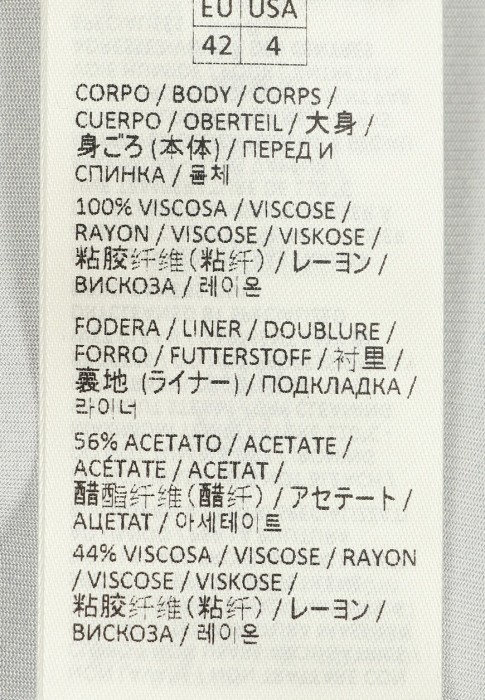 EU USA
42 4
CORPO / BODY / CORPS /
CUERPO / OBERTEIL / 大身 /
身ごろ (本体) / ПЕРЕД И
СПИНКА / 몸체
100% VISCOSA / VISCOSE /
RAYON / VISCOSE / VISKOSE /
粘胶纤维(粘纤) / レーヨン /
ВИСКОЗА / 레이온
FODERA / LINER / DOUBLURE /
FORRO / FUTTERSTOFF / 衬里 /
裏地 (ライナー) / ПОДКЛАДКА /
라이너
56% ACETATO / ACETATE /
ACÉTATE / ACETAT /
醋酯纤维(醋纤) / アセテート /
АЦЕТАТ / 아세테이트
44% VISCOSA / VISCOSE / RAYON
/ VISCOSE / VISKOSE /
粘胶纤维(粘纤) / レーヨン /
ВИСКОЗА / 레이온